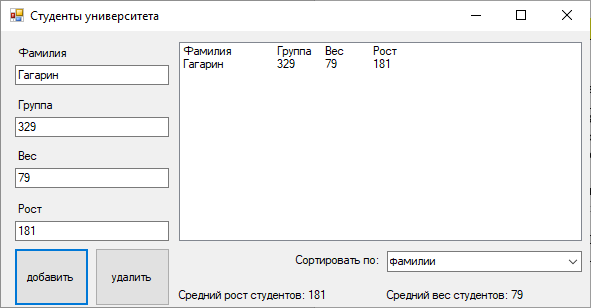 Студенты университета
Фамилия
Гагарин
Группа
329
Вес
79
Рост
181
добавить удалить
Фамилия Группа Вес Рост
Гагарин 329 79 181
Сортировать по: фамилии
Средний рост студентов: 181 Средний вес студентов: 79